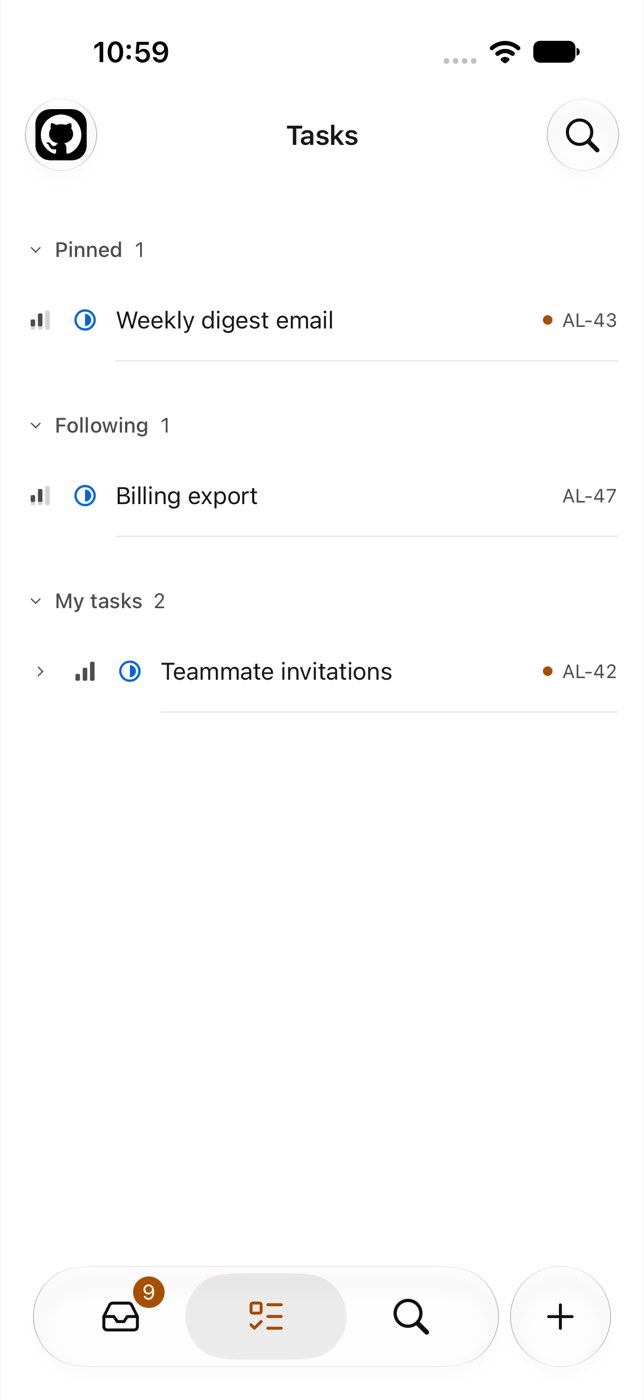 10:59
Tasks
Pinned 1
Weekly digest email AL-43
Following 1
Billing export AL-47
My tasks 2
Teammate invitations AL-42
9